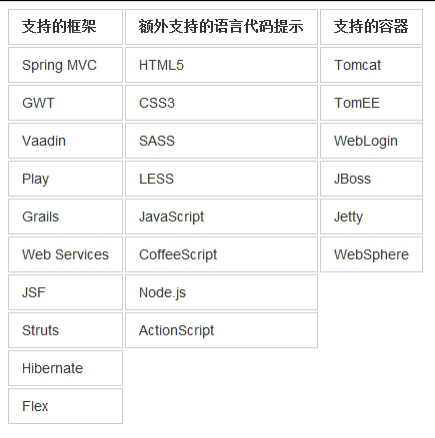 支持的框架 额外支持的语言代码提示 支持的容器
Spring MVC HTML5 Tomcat
GWT CSS3 TomEE
Vaadin SASS WebLogin
Play LESS JBoss
Grails JavaScript Jetty
Web Services CoffeeScript WebSphere
JSF Node.js
Struts ActionScript
Hibernate
Flex